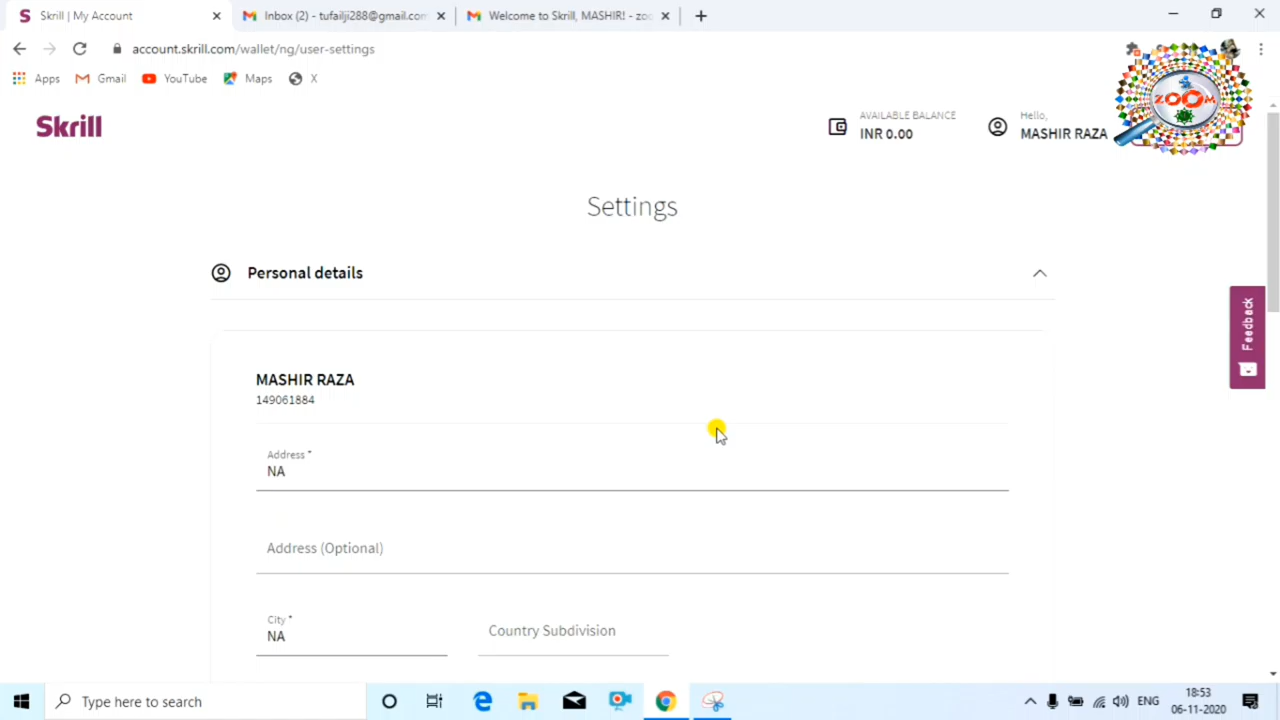 Skrill | My Account
Inbox (2) - tufailji288@gmail.com
Welcome to Skrill, MASHIR! - zoo
account.skrill.com/wallet/ng/user-settings
Apps Gmail YouTube Maps X
ZOOM
Skrill
AVAILABLE BALANCE
INR 0.00
Hello,
MASHIR RAZA
Settings
Personal details
Feedback
MASHIR RAZA
149061884
Address *
NA
Address (Optional)
City *
NA
Country Subdivision
Type here to search
ENG
18:53
06-11-2020